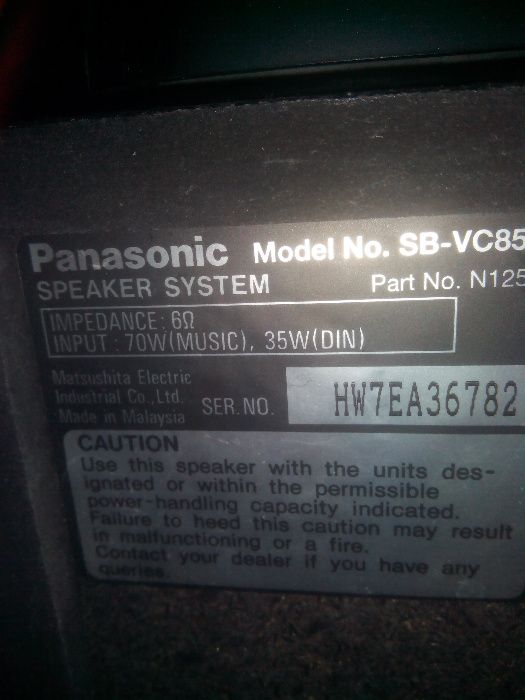 Panasonic Model No. SB-VC85
SPEAKER SYSTEM Part No. N125
IMPEDANCE: 6Ω
INPUT : 70W(MUSIC), 35W(DIN)
Matsushita Electric
Industrial Co., Ltd.
Made in Malaysia SER. NO. HW7EA36782
CAUTION
Use this speaker with the units des-
ignated or within the permissible
power-handling capacity indicated.
Failure to heed this caution may result
in malfunctioning or a fire.
Contact your dealer if you have any
queries.